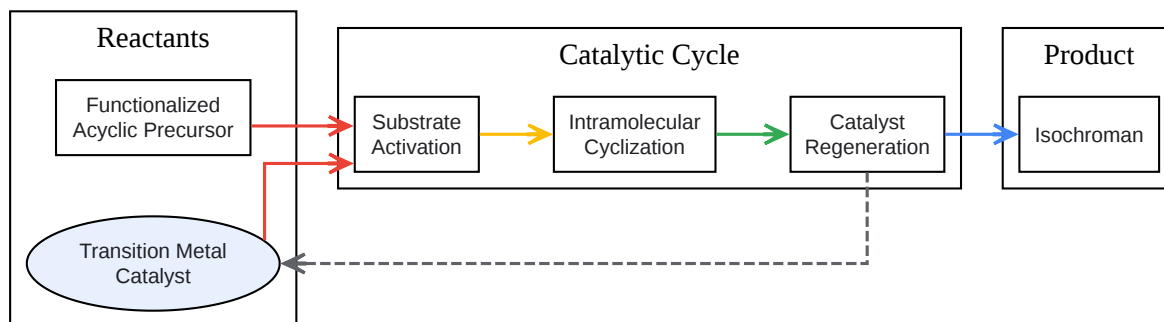 Reactants
Functionalized
Acyclic Precursor
Transition Metal
Catalyst
Catalytic Cycle
Substrate
Activation
Intramolecular
Cyclization
Catalyst
Regeneration
Product
Isochroman